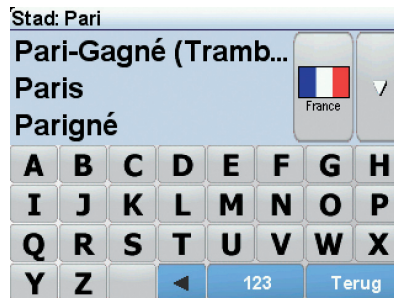 Stad: Pari
Pari-Gagné (Tramb...
Paris
Parigné
France
A B C D E F G H
I J K L M N O P
Q R S T U V W X
Y Z 123 Terug